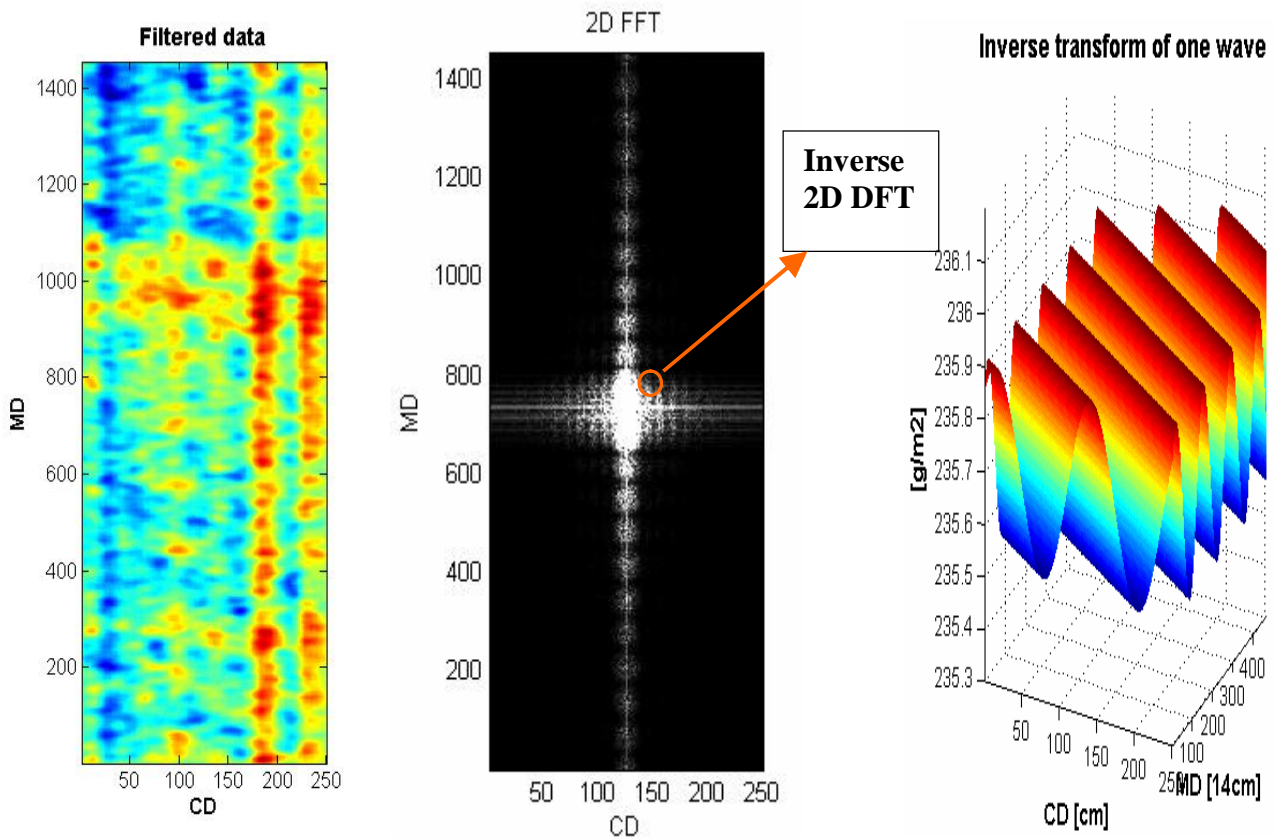 Filtered data
1400
1200
1000
800
600
400
200
MD
50 100 150 200 250
CD
2D FFT
1400
1200
1000
800
600
400
200
MD
50 100 150 200 250
CD
Inverse
2D DFT
Inverse transform of one wave
236.1
236
235.9
235.8
235.7
235.6
235.5
235.4
235.3
[g/m2]
50
100
150
200
250
CD [cm]
400
300
200
100
MD [14cm]